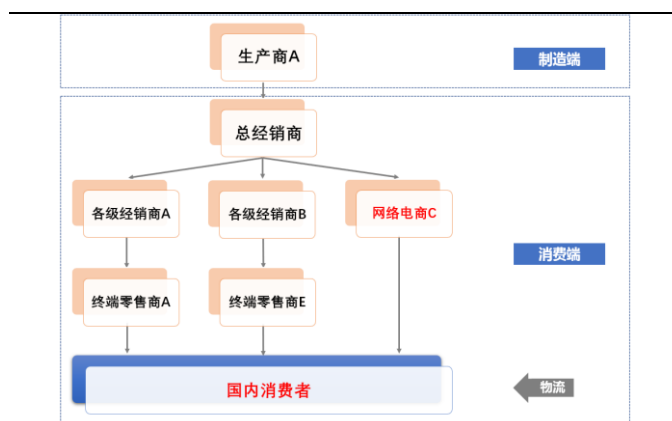 生产商A
制造端
总经销商
各级经销商A
各级经销商B
网络电商C
消费端
终端零售商A
终端零售商E
国内消费者
物流